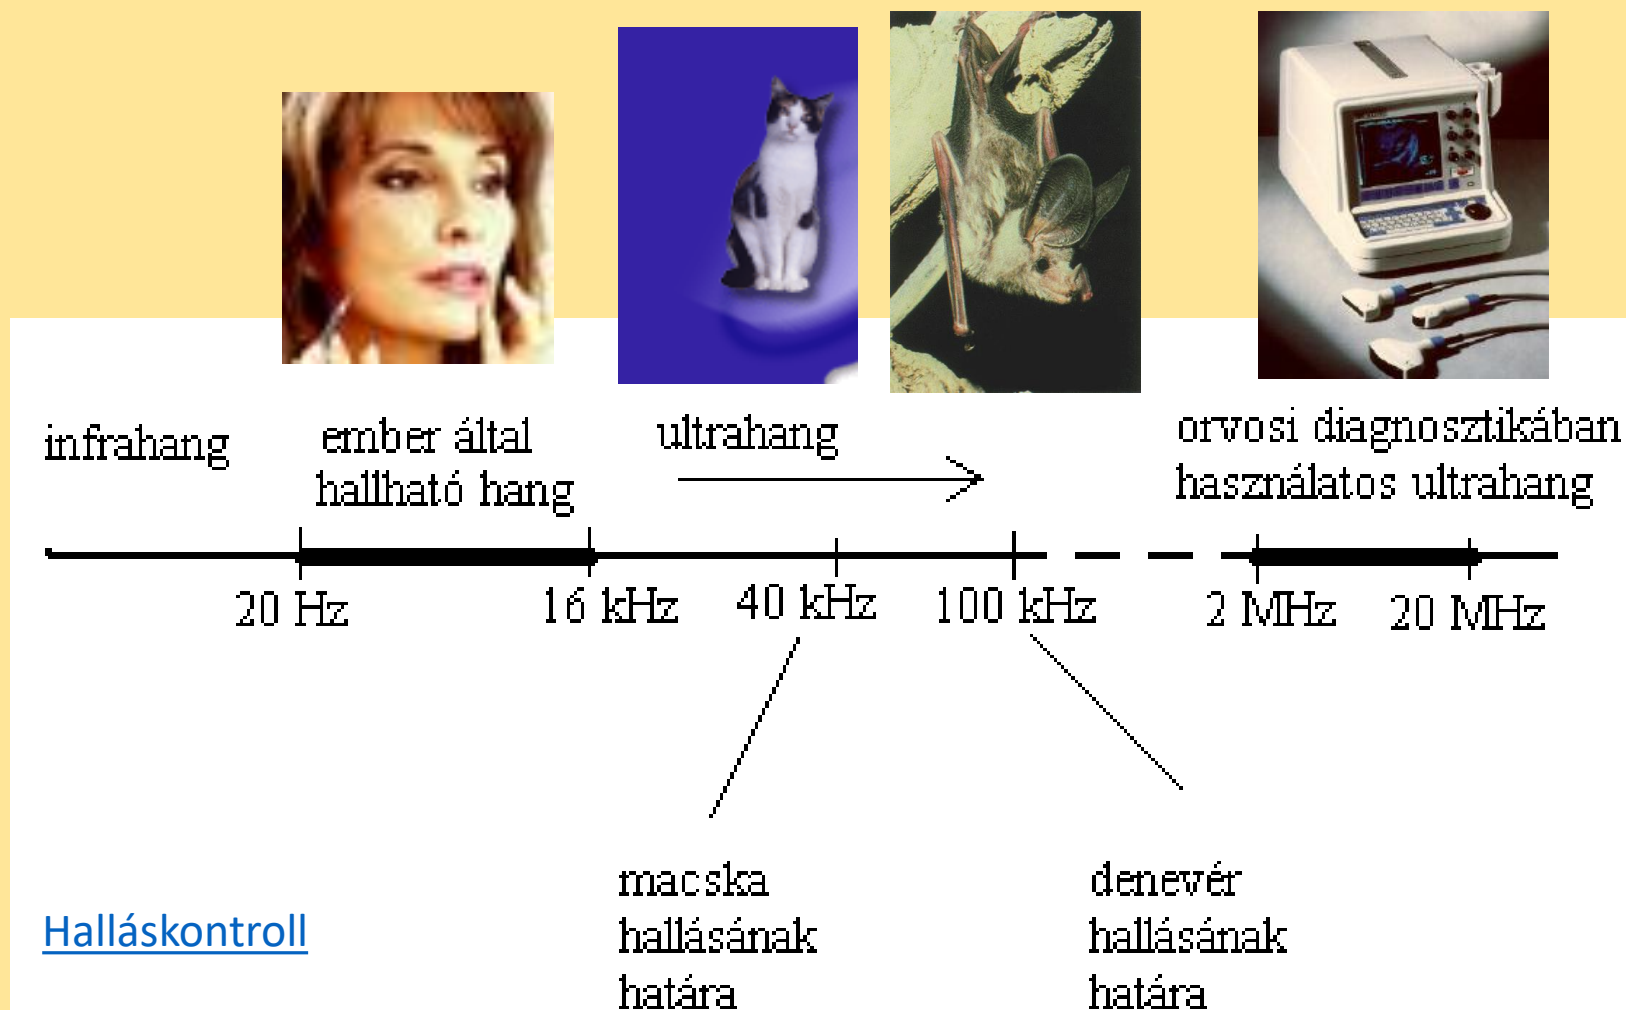 infrahang
ember által
hallható hang
ultrahang
orvosi diagnosztikában
használatos ultrahang
20 Hz
16 kHz
40 kHz
100 kHz
2 MHz
20 MHz
macska
hallásának
határa
denevér
hallásának
határa
Halláskontroll